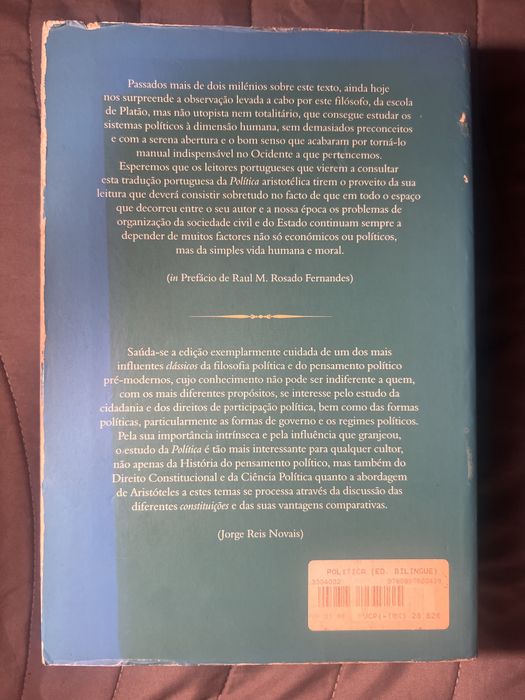 Passados mais de dois milénios sobre este texto, ainda hoje
nos surpreende a observação levada a cabo por este filósofo, da escola
de Platão, mas não utopista nem totalitário, que consegue estudar os
sistemas políticos à dimensão humana, sem demasiados preconceitos
e com a serena abertura e o bom senso que acabaram por torná-lo
manual indispensável no Ocidente a que pertencemos.
Esperemos que os leitores portugueses que vierem a consultar
esta tradução portuguesa da Política aristotélica tirem o proveito da sua
leitura que deverá consistir sobretudo no facto de que em todo o espaço
que decorreu entre o seu autor e a nossa época os problemas de
organização da sociedade civil e do Estado continuam sempre a
depender de muitos factores não só económicos ou políticos,
mas da simples vida humana e moral.
(in Prefácio de Raul M. Rosado Fernandes)
Saúda-se a edição exemplarmente cuidada de um dos mais
influentes clássicos da filosofia política e do pensamento político
pré-modernos, cujo conhecimento não pode ser indiferente a quem,
com os mais diferentes propósitos, se interesse pelo estudo da
cidadania e dos direitos de participação política, bem como das formas
políticas, particularmente as formas de governo e os regimes políticos.
Pela sua importância intrínseca e pela influência que granjeou,
o estudo da Política é tão mais interessante para qualquer cultor,
não apenas da História do pensamento político, mas também do
Direito Constitucional e da Ciência Política quanto a abordagem
de Aristóteles a estes temas se processa através da discussão das
diferentes constituições e das suas vantagens comparativas.
(Jorge Reis Novais)
POLITICA (ED. BILINGUE)